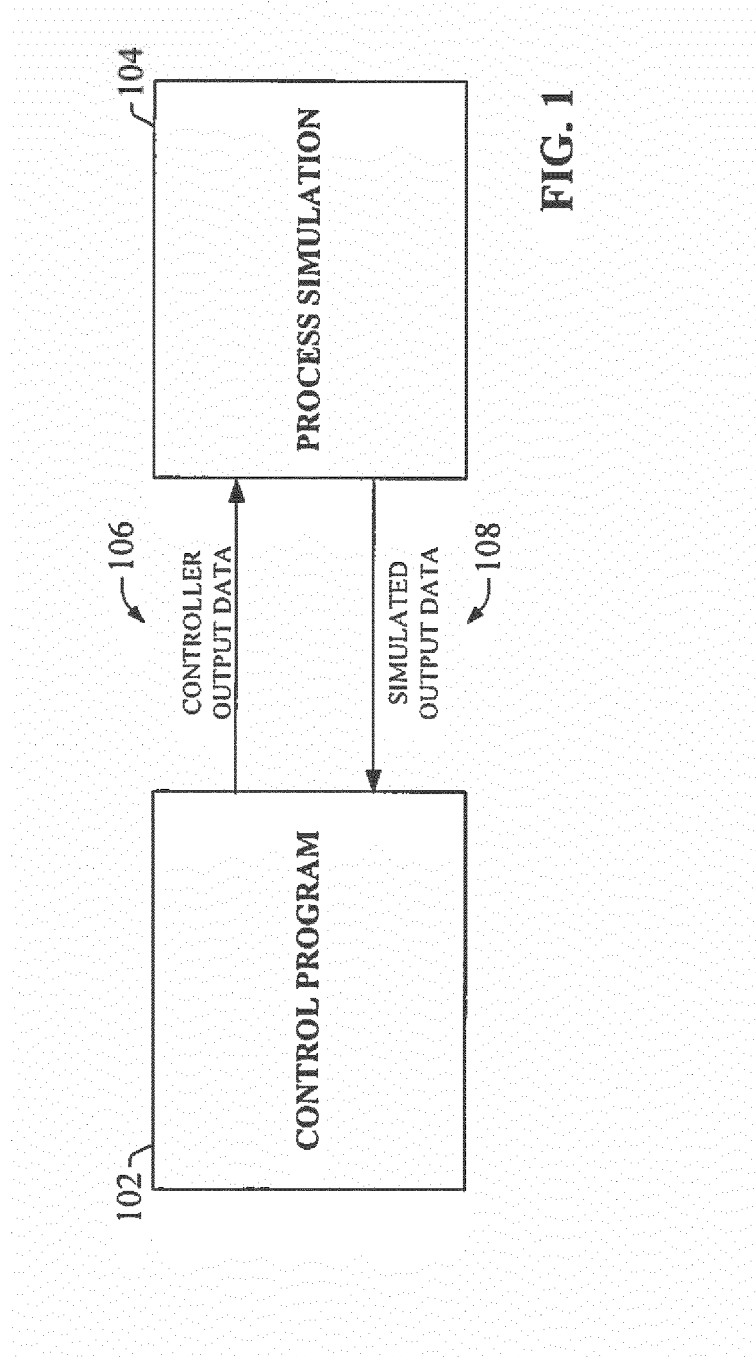 102
CONTROL PROGRAM
106
CONTROLLER
OUTPUT DATA
SIMULATED
OUTPUT DATA
108
104
PROCESS SIMULATION
FIG. 1